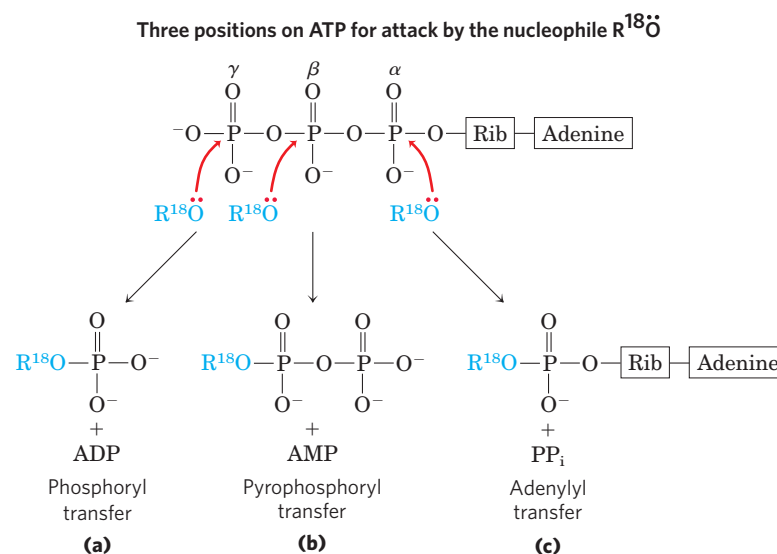 Three positions on ATP for attack by the nucleophile R¹⁸Ö
γ β α
O O O
⁻O—P—O—P—O—P—O—Rib—Adenine
O⁻ O⁻ O⁻
R¹⁸Ö R¹⁸Ö R¹⁸Ö
O O O O
R¹⁸O—P—O⁻ R¹⁸O—P—O—P—O⁻ R¹⁸O—P—O—Rib—Adenine
O⁻ O⁻ O⁻ O⁻
+ + +
ADP AMP PPᵢ
Phosphoryl Pyrophosphoryl Adenylyl
transfer transfer transfer
(a) (b) (c)